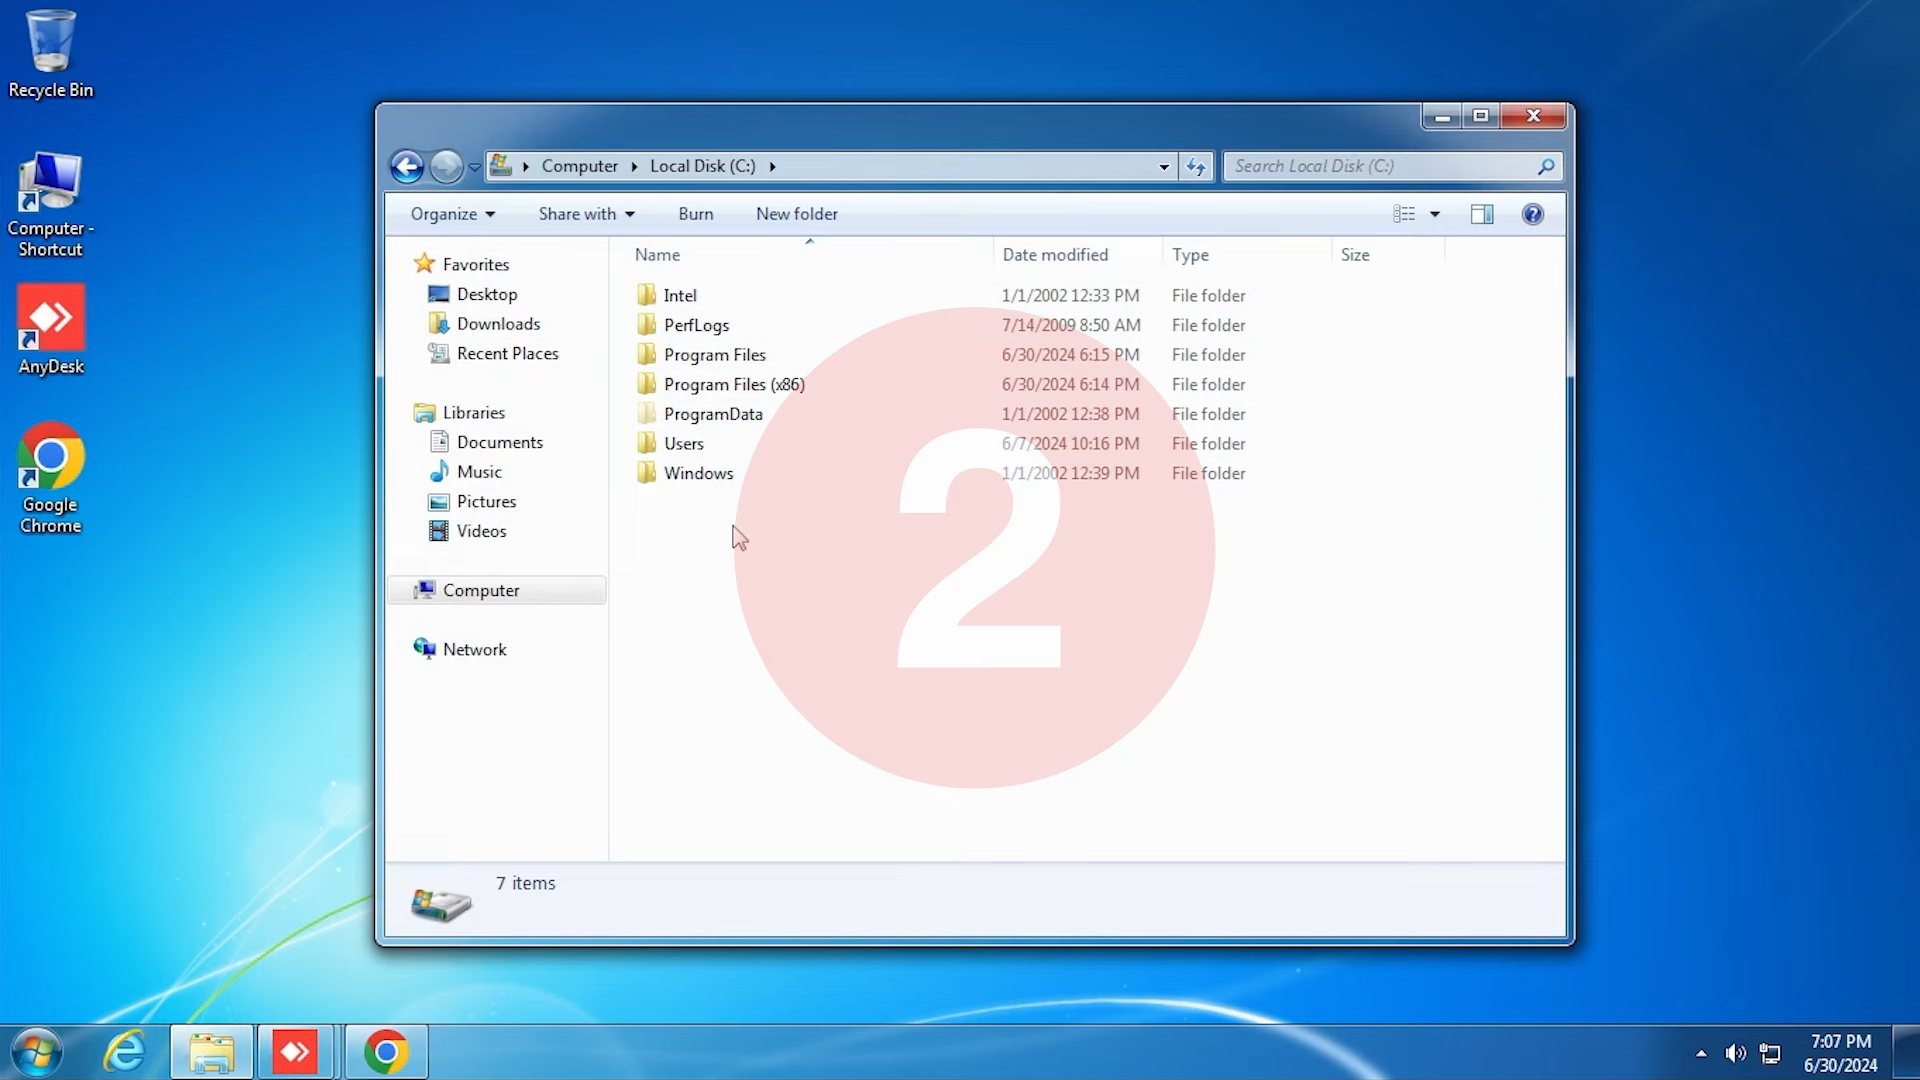 Recycle Bin
Computer -
Shortcut
AnyDesk
Google
Chrome
Computer Local Disk (C:)
Search Local Disk (C:)
Organize Share with Burn New folder
Favorites
Desktop
Downloads
Recent Places
Libraries
Documents
Music
Pictures
Videos
Computer
Network
Name Date modified Type Size
Intel 1/1/2002 12:33 PM File folder
PerfLogs 7/14/2009 8:50 AM File folder
Program Files 6/30/2024 6:15 PM File folder
Program Files (x86) 6/30/2024 6:14 PM File folder
ProgramData 1/1/2002 12:38 PM File folder
Users 6/7/2024 10:16 PM File folder
Windows 1/1/2002 12:39 PM File folder
2
7 items
7:07 PM
6/30/2024